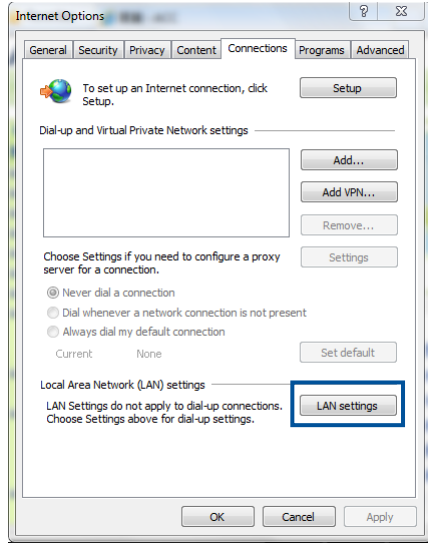 Internet Options
General Security Privacy Content Connections Programs Advanced
To set up an Internet connection, click
Setup.
Setup
Dial-up and Virtual Private Network settings
Add...
Add VPN...
Remove...
Choose Settings if you need to configure a proxy
server for a connection.
Settings
Never dial a connection
Dial whenever a network connection is not present
Always dial my default connection
Current None
Set default
Local Area Network (LAN) settings
LAN Settings do not apply to dial-up connections.
Choose Settings above for dial-up settings.
LAN settings
OK Cancel Apply